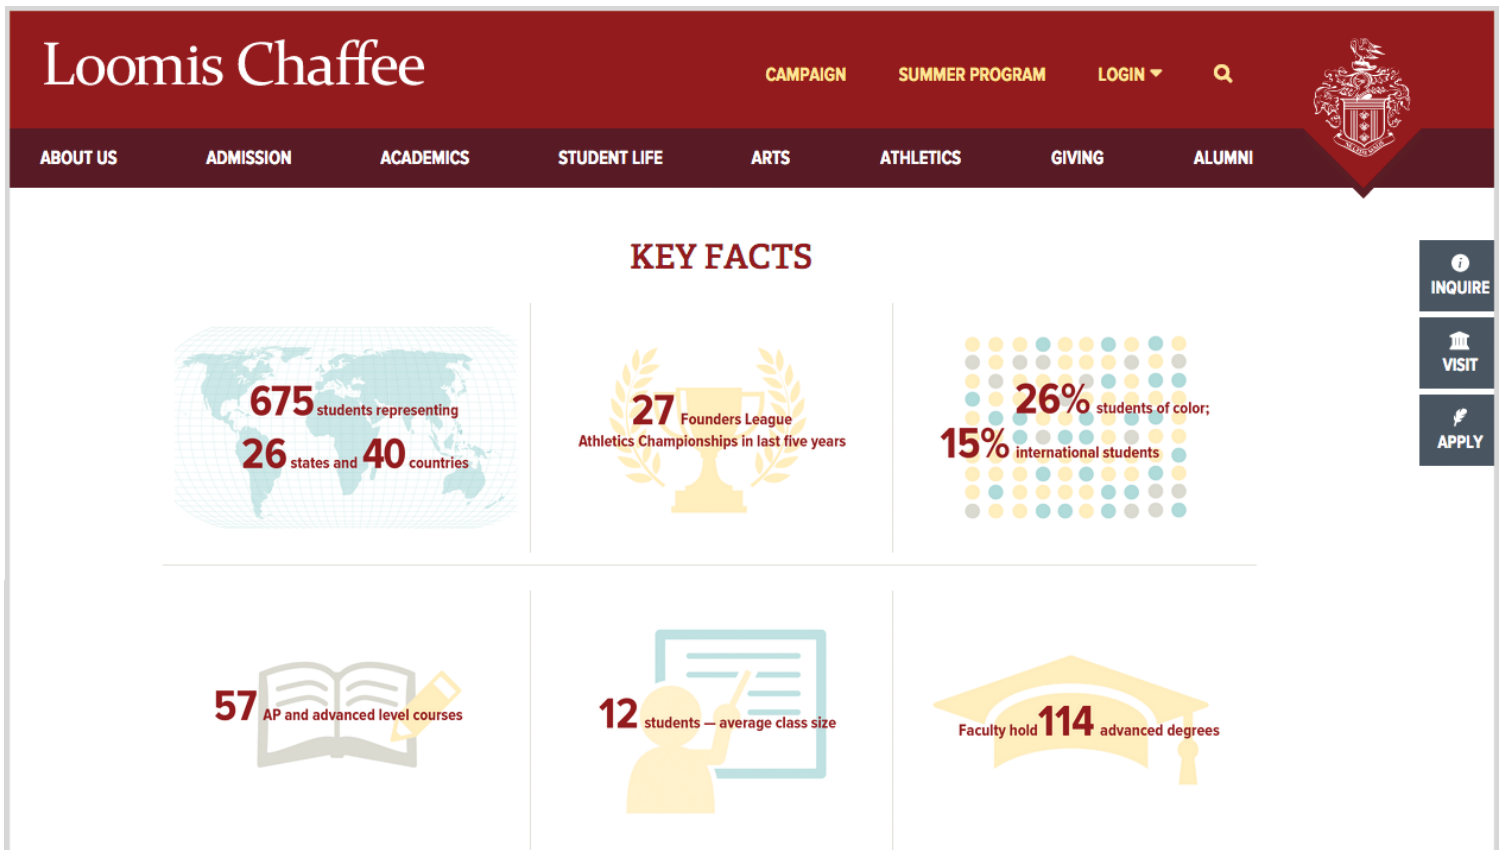 Loomis Chaffee
CAMPAIGN
SUMMER PROGRAM
LOGIN
ABOUT US
ADMISSION
ACADEMICS
STUDENT LIFE
ARTS
ATHLETICS
GIVING
ALUMNI
KEY FACTS
INQUIRE
VISIT
APPLY
675 students representing
26 states and 40 countries
27 Founders League
Athletics Championships in last five years
26% students of color;
15% international students
57 AP and advanced level courses
12 students — average class size
Faculty hold 114 advanced degrees